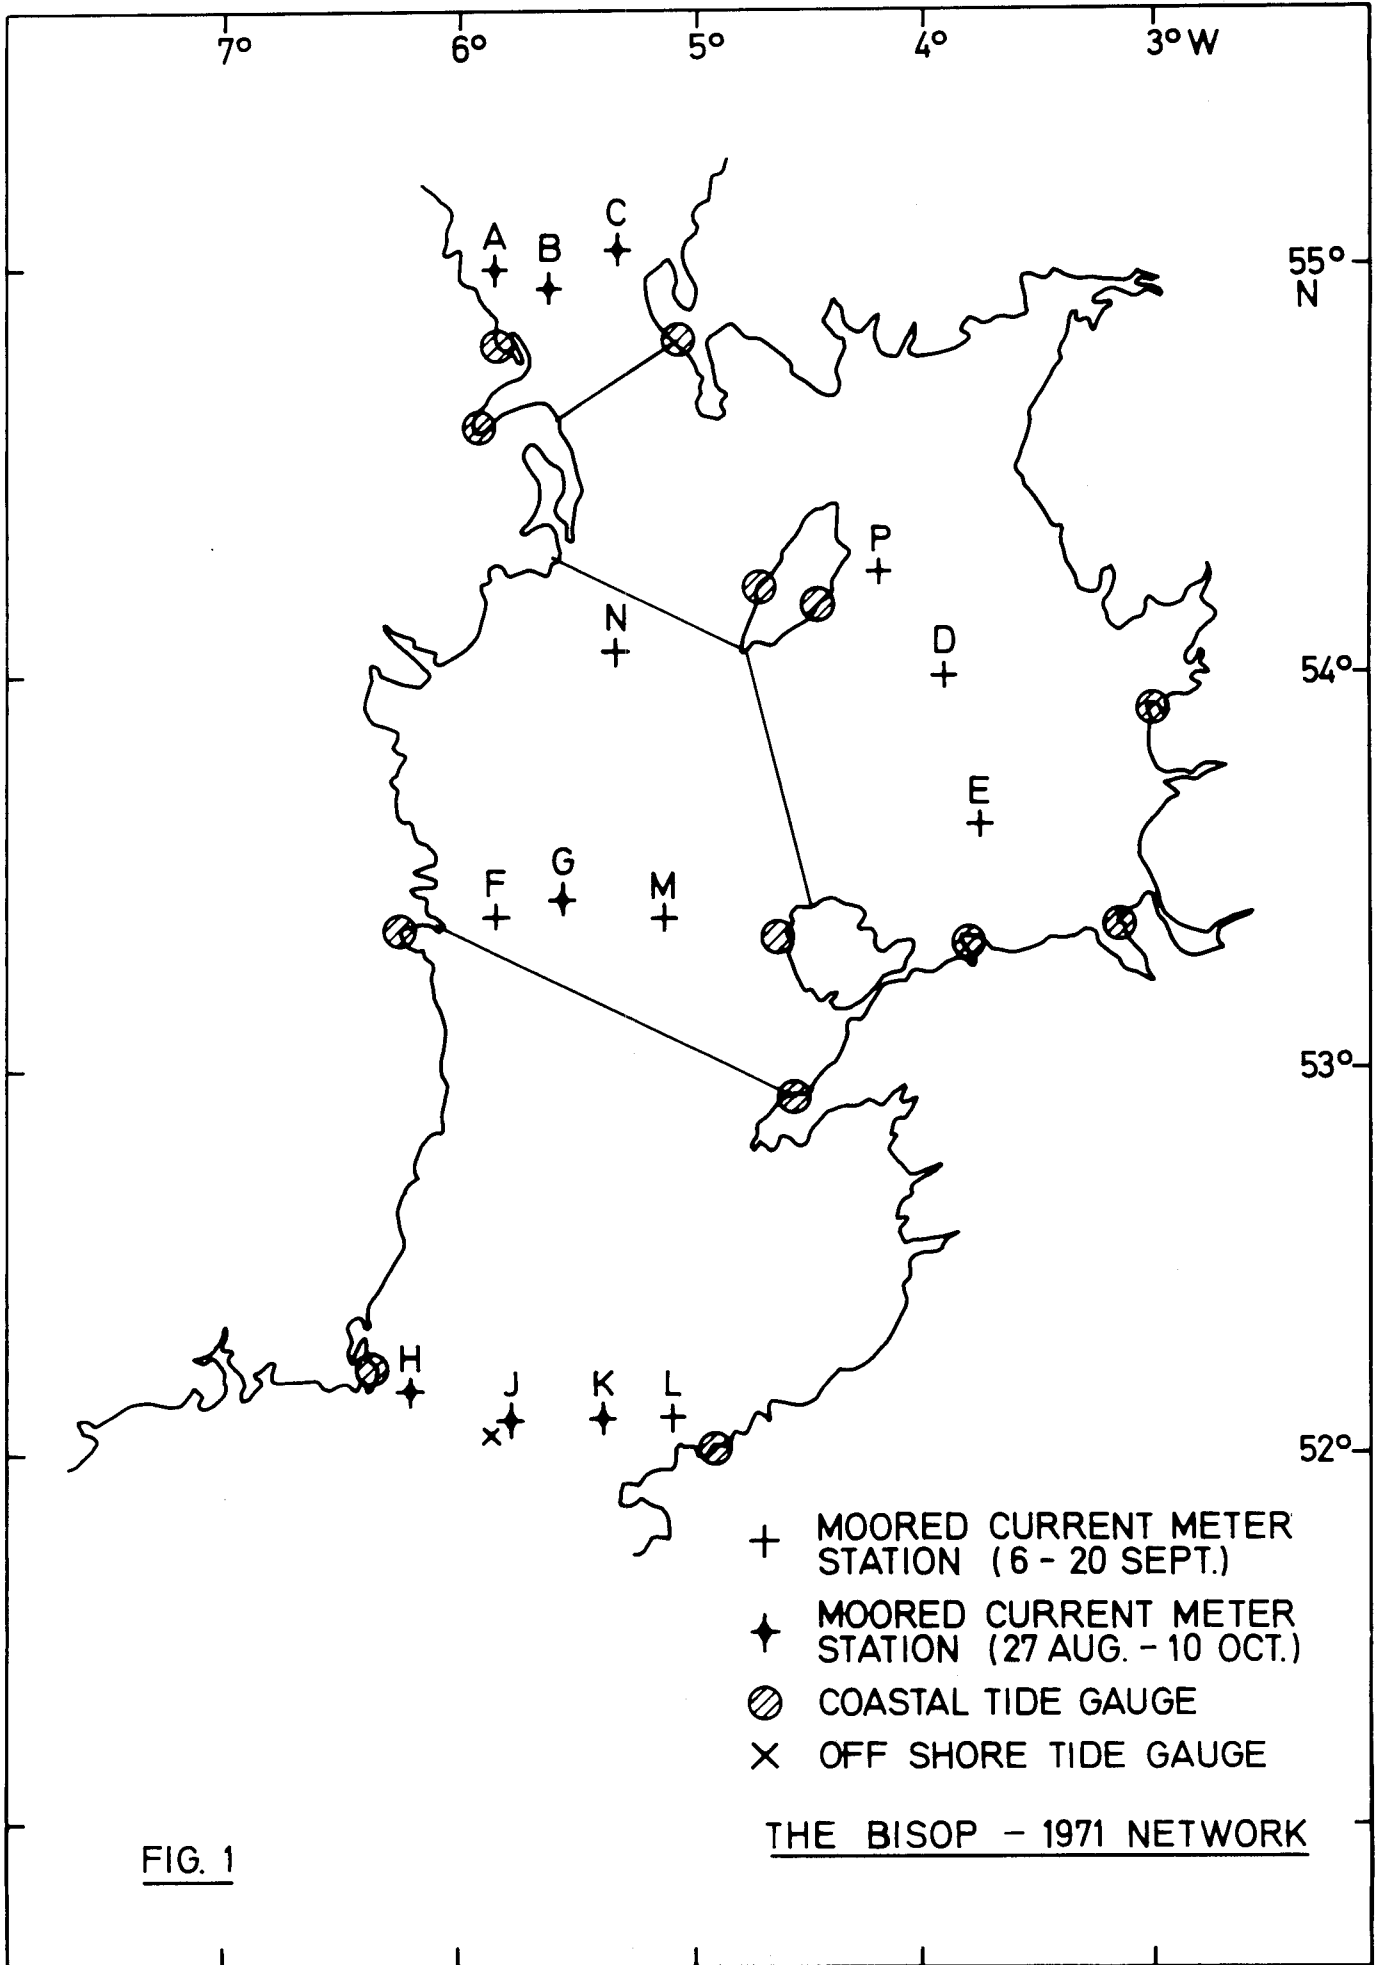 7° 6° 5° 4° 3° W
C
A B
55°
N
P
N
D
54°
E
G
F M
53°
H
J K L
52°
MOORED CURRENT METER
STATION (6 - 20 SEPT.)
MOORED CURRENT METER
STATION (27 AUG. - 10 OCT.)
COASTAL TIDE GAUGE
OFF SHORE TIDE GAUGE
THE BISOP - 1971 NETWORK
FIG. 1